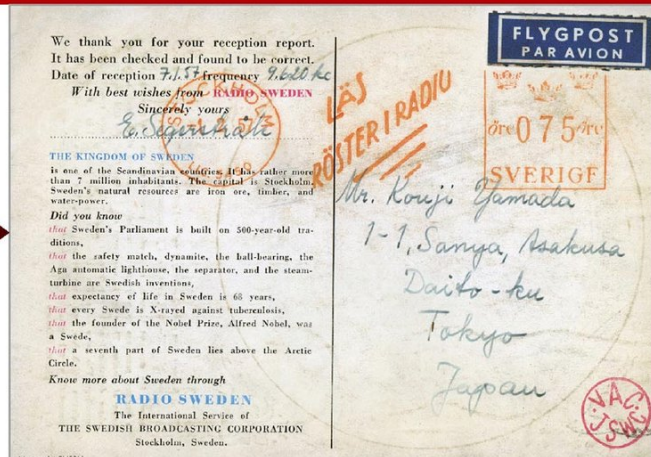 We thank you for your reception report.
It has been checked and found to be correct.
Date of reception 7.1.57 frequency 9.620 kc
With best wishes from RADIO SWEDEN
Sincerely yours
THE KINGDOM OF SWEDEN
is one of the Scandinavian countries. It has rather more
than 7 million inhabitants. The capital is Stockholm,
Sweden's natural resources are iron ore, timber, and
water-power.
Did you know
that Sweden's Parliament is built on 500-year-old tra-
ditions,
that the safety match, dynamite, the ball-bearing, the
Aga automatic lighthouse, the separator, and the steam-
turbine are Swedish inventions,
that expectancy of life in Sweden is 68 years,
that every Swede is X-rayed against tuberculosis,
that the founder of the Nobel Prize, Alfred Nobel, was
a Swede,
that a seventh part of Sweden lies above the Arctic
Circle.
Know more about Sweden through
RADIO SWEDEN
The International Service of
THE SWEDISH BROADCASTING CORPORATION
Stockholm, Sweden.
STOCKHOLM
LÄS
RÖSTER I RADIO
FLYGPOST
PAR AVION
öre 075 öre
SVERIGE
Mr. Kouji Yamada
1-1, Sanya, Asakusa
Daito-ku
Tokyo
Japan
VAC
JSWC